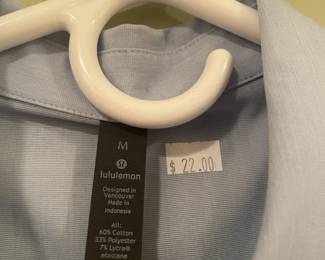 M
lululemon
Designed in
Vancouver
Made in
Indonesia
All:
60% Cotton
33% Polyester
7% Lycra®
elastane
$ 22.00